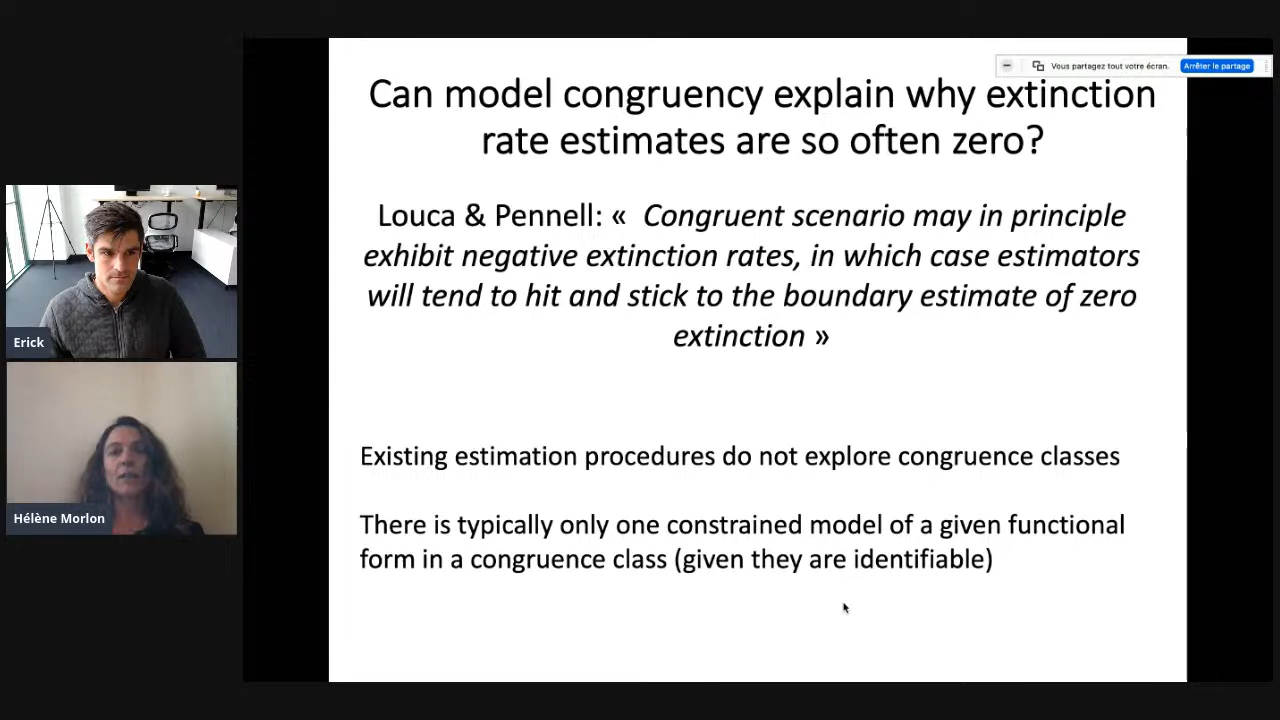 Vous partagez tout votre écran. Arrêter le partage
Can model congruency explain why extinction
rate estimates are so often zero?
Louca & Pennell: « Congruent scenario may in principle
exhibit negative extinction rates, in which case estimators
will tend to hit and stick to the boundary estimate of zero
extinction »
Existing estimation procedures do not explore congruence classes
There is typically only one constrained model of a given functional
form in a congruence class (given they are identifiable)
Erick
Hélène Morlon